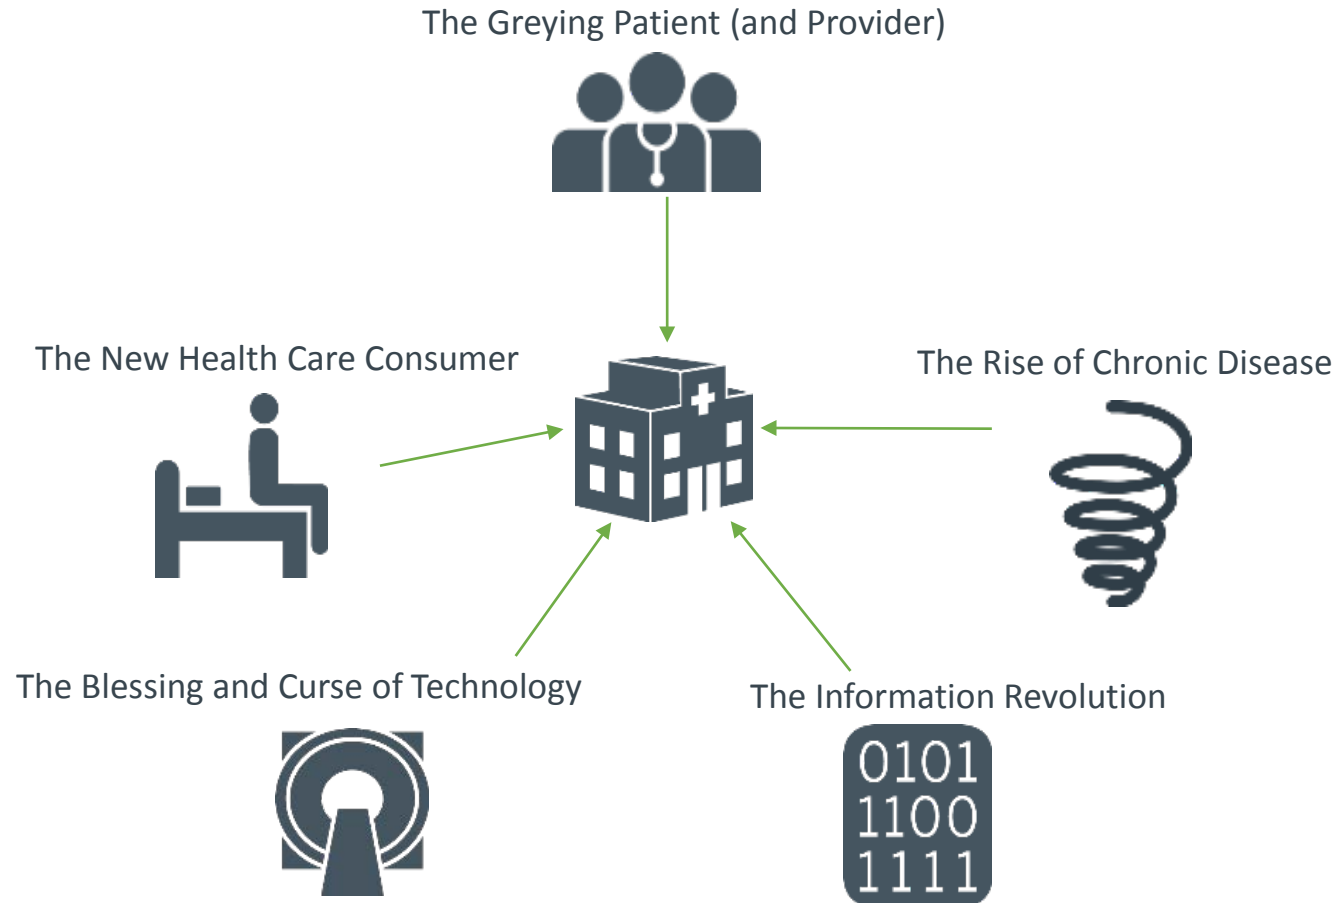 The Greying Patient (and Provider)
The New Health Care Consumer
The Rise of Chronic Disease
The Blessing and Curse of Technology
The Information Revolution
0101
1100
1111